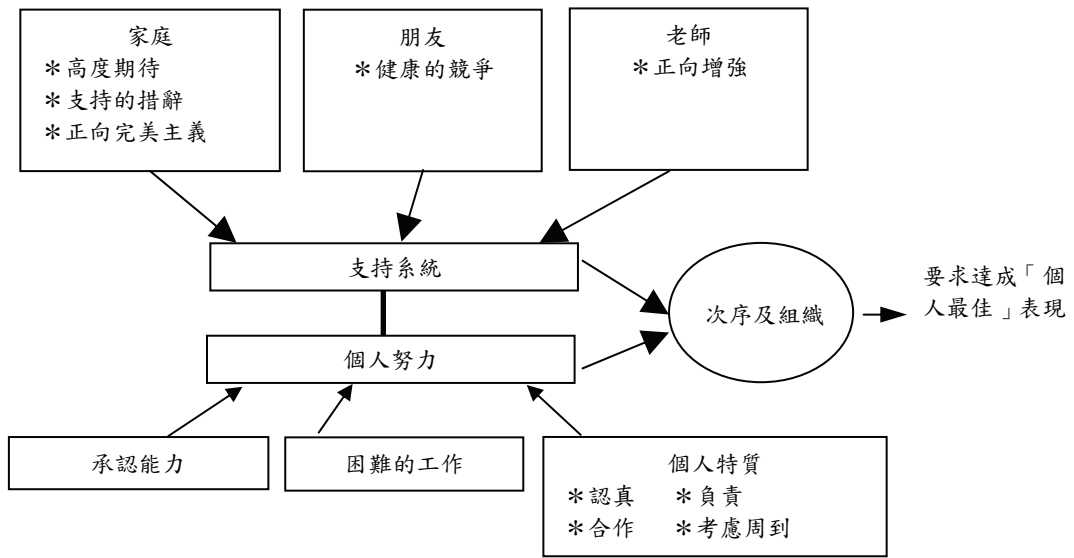 家庭
＊高度期待
＊支持的措辭
＊正向完美主義
朋友
＊健康的競爭
老師
＊正向增強
支持系統
個人努力
次序及組織
要求達成「個
人最佳」表現
承認能力
困難的工作
個人特質
＊認真 ＊負責
＊合作 ＊考慮周到